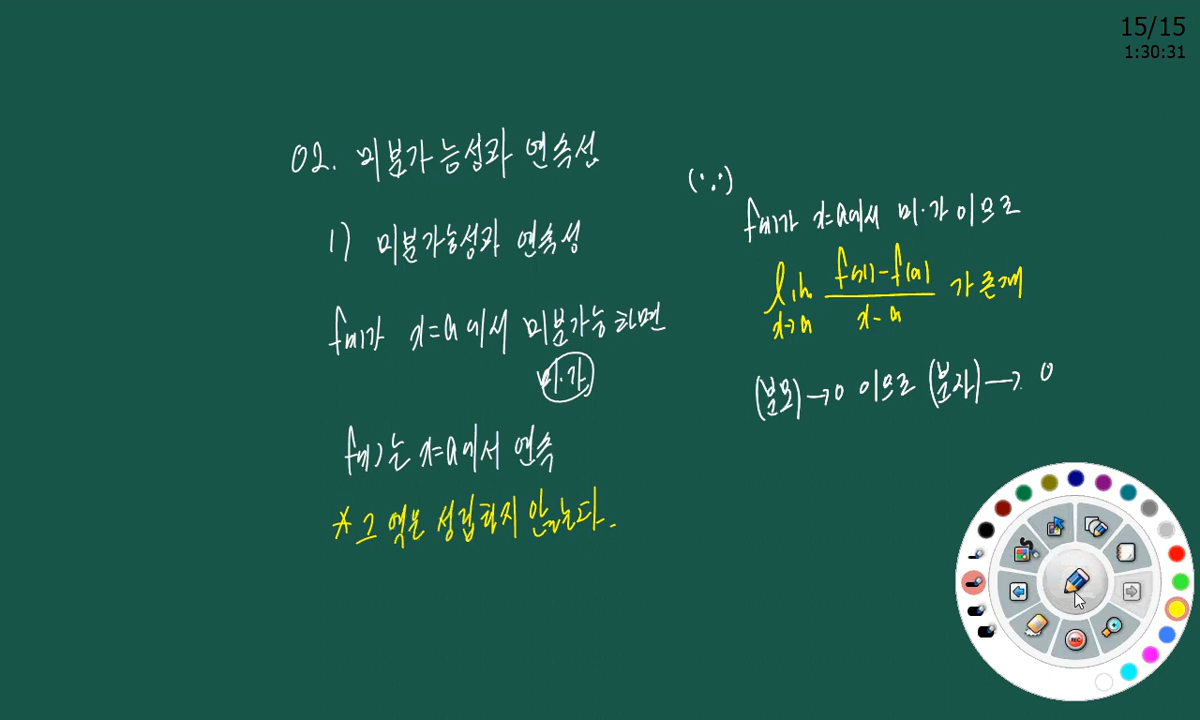 15/15
1:30:31
02. 미분가능성과 연속성
1) 미분가능성과 연속성
f(x)가 x=a에서 미분가능하면
미·가
f(x)는 x=a에서 연속
*그 역은 성립하지 않는다.
(∵)
f(x)가 x=a에서 미·가 이므로
lim x→a f(x)-f(a) / x-a 가 존재
(분모)→0 이므로 (분자)→0
REC